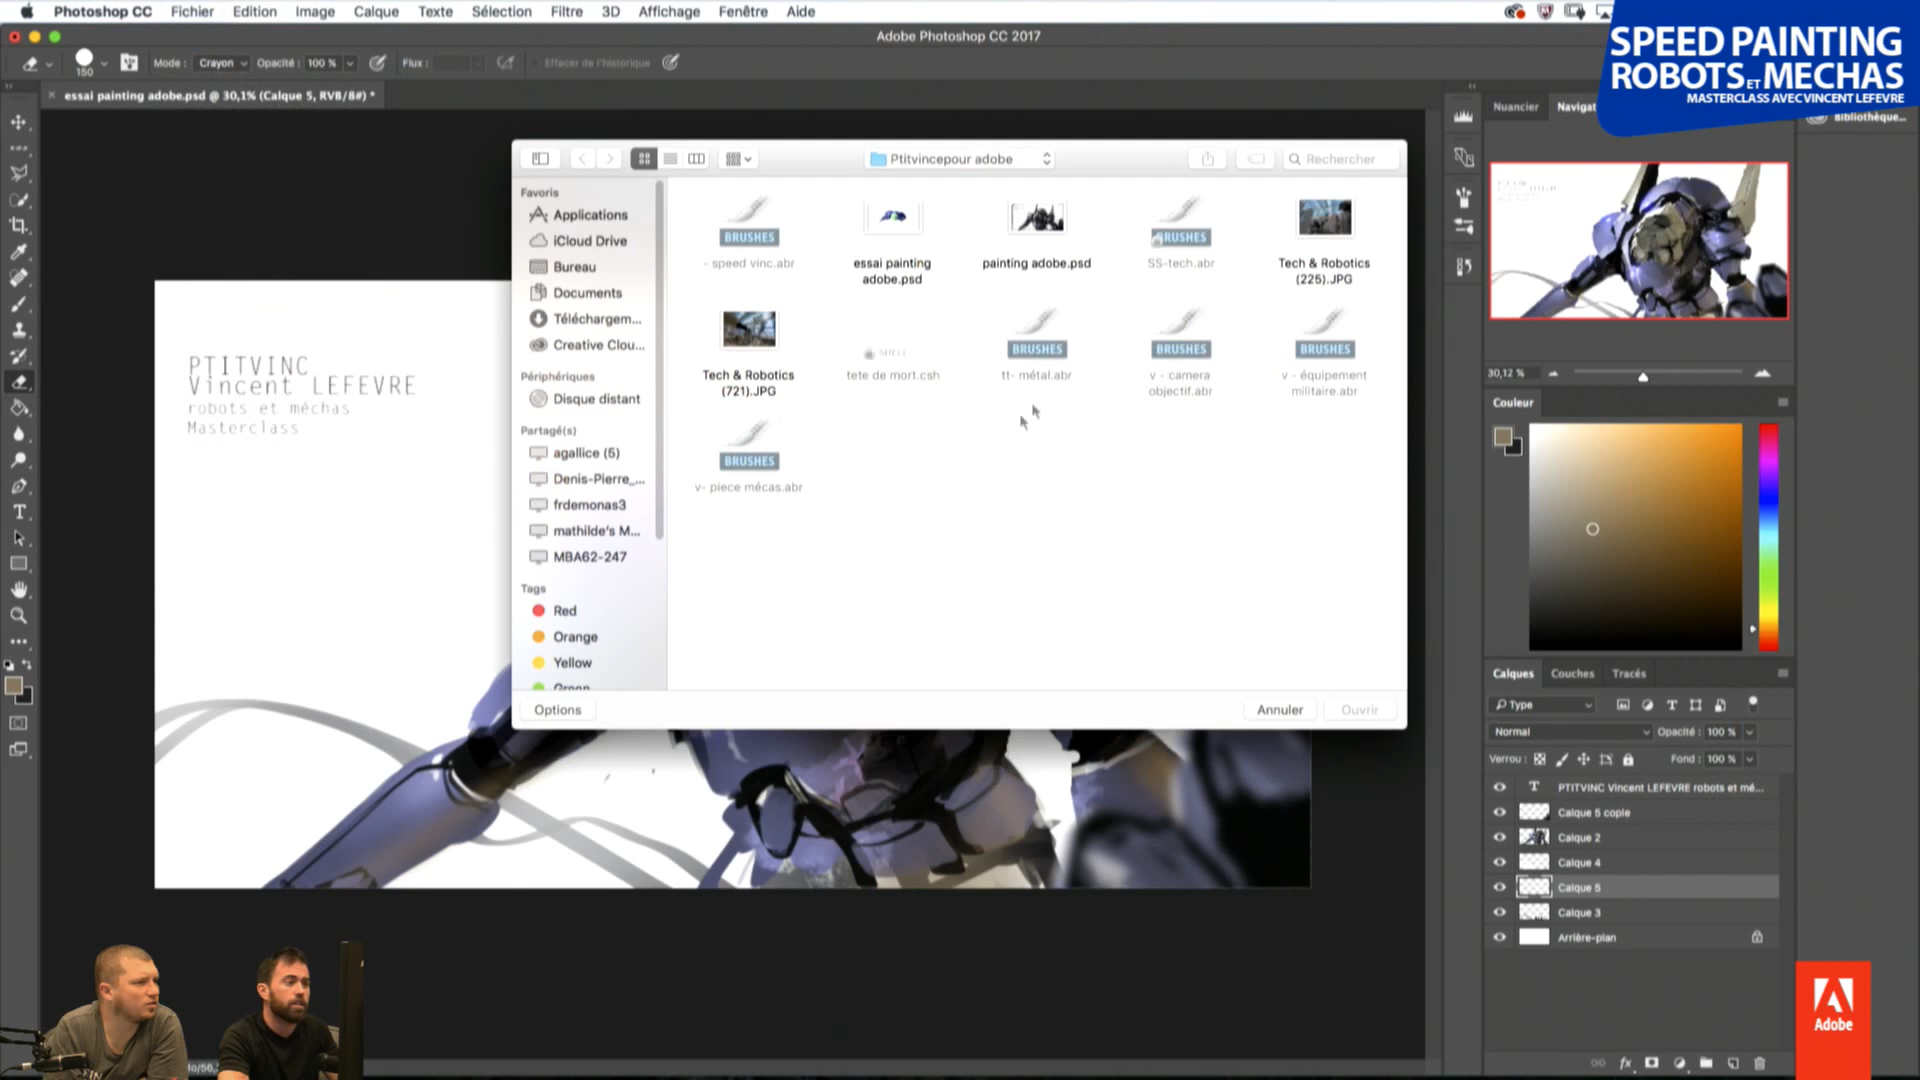 Photoshop CC Fichier Edition Image Calque Texte Sélection Filtre 3D Affichage Fenêtre Aide
Adobe Photoshop CC 2017
SPEED PAINTING
ROBOTS ET MECHAS
MASTERCLASS AVEC VINCENT LEFEVRE
150
Mode : Crayon Opacité : 100 % Flux : Effacer de l'historique
essai painting adobe.psd @ 30,1% (Calque 5, RVB/8#) *
Nuancier Navigat
Bibliothèque...
Ptitvincepour adobe
Rechercher
Favoris
Applications
iCloud Drive
Bureau
Documents
Téléchargem...
Creative Clou...
Périphériques
Disque distant
Partagé(s)
agallice (5)
Denis-Pierre_...
frdemonas3
mathilde's M...
MBA62-247
Tags
Red
Orange
Yellow
Green
BRUSHES
- speed vinc.abr
essai painting
adobe.psd
painting adobe.psd
BRUSHES
SS-tech.abr
Tech & Robotics
(225).JPG
Tech & Robotics
(721).JPG
tete de mort.csh
BRUSHES
tt- métal.abr
BRUSHES
v - camera
objectif.abr
BRUSHES
v - équipement
militaire.abr
BRUSHES
v- piece mécas.abr
Options
Annuler
Ouvrir
PTITVINC
Vincent LEFEVRE
robots et méchas
Masterclass
30,12 %
Couleur
Calques Couches Tracés
Type
Normal Opacité : 100 %
Verrou : Fond : 100 %
T PTITVINC Vincent LEFEVRE robots et mé...
Calque 5 copie
Calque 2
Calque 4
Calque 5
Calque 3
Arrière-plan
fx
Adobe